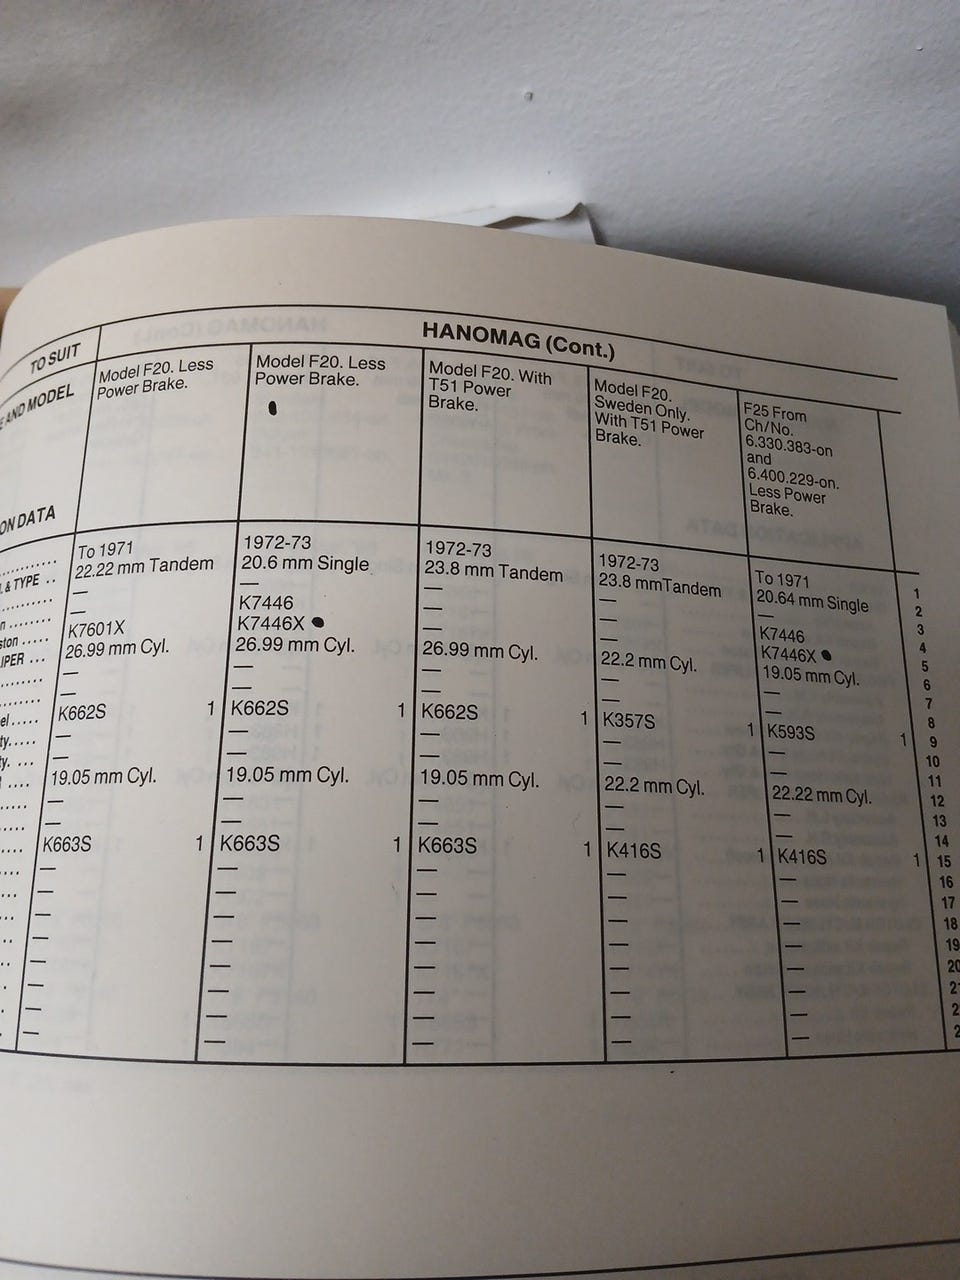 HANOMAG (Cont.)
TO SUIT
AND MODEL
ON DATA
Model F20. Less
Power Brake.
Model F20. Less
Power Brake.
Model F20. With
T51 Power
Brake.
Model F20.
Sweden Only.
With T51 Power
Brake.
F25 From
Ch/No.
6.330.383-on
and
6.400.229-on.
Less Power
Brake.
& TYPE ..
.....
IPER ...
To 1971
22.22 mm Tandem
—
—
K7601X
26.99 mm Cyl.
—
—
K662S 1
—
—
19.05 mm Cyl.
—
—
K663S 1
—
—
—
—
—
—
—
—
1972-73
20.6 mm Single
—
K7446
K7446X ●
26.99 mm Cyl.
—
—
K662S 1
—
—
19.05 mm Cyl.
—
—
K663S 1
—
—
—
—
—
—
—
—
1972-73
23.8 mm Tandem
—
—
—
26.99 mm Cyl.
—
—
K662S 1
—
—
19.05 mm Cyl.
—
—
K663S 1
—
—
—
—
—
—
—
—
1972-73
23.8 mmTandem
—
—
—
22.2 mm Cyl.
—
—
K357S 1
—
—
22.2 mm Cyl.
—
—
K416S 1
—
—
—
—
—
—
—
—
To 1971
20.64 mm Single
—
K7446
K7446X ●
19.05 mm Cyl.
—
—
K593S 1
—
—
22.22 mm Cyl.
—
—
K416S 1
—
—
—
—
—
—
—
—
1
2
3
4
5
6
7
8
9
10
11
12
13
14
15
16
17
18
19
20